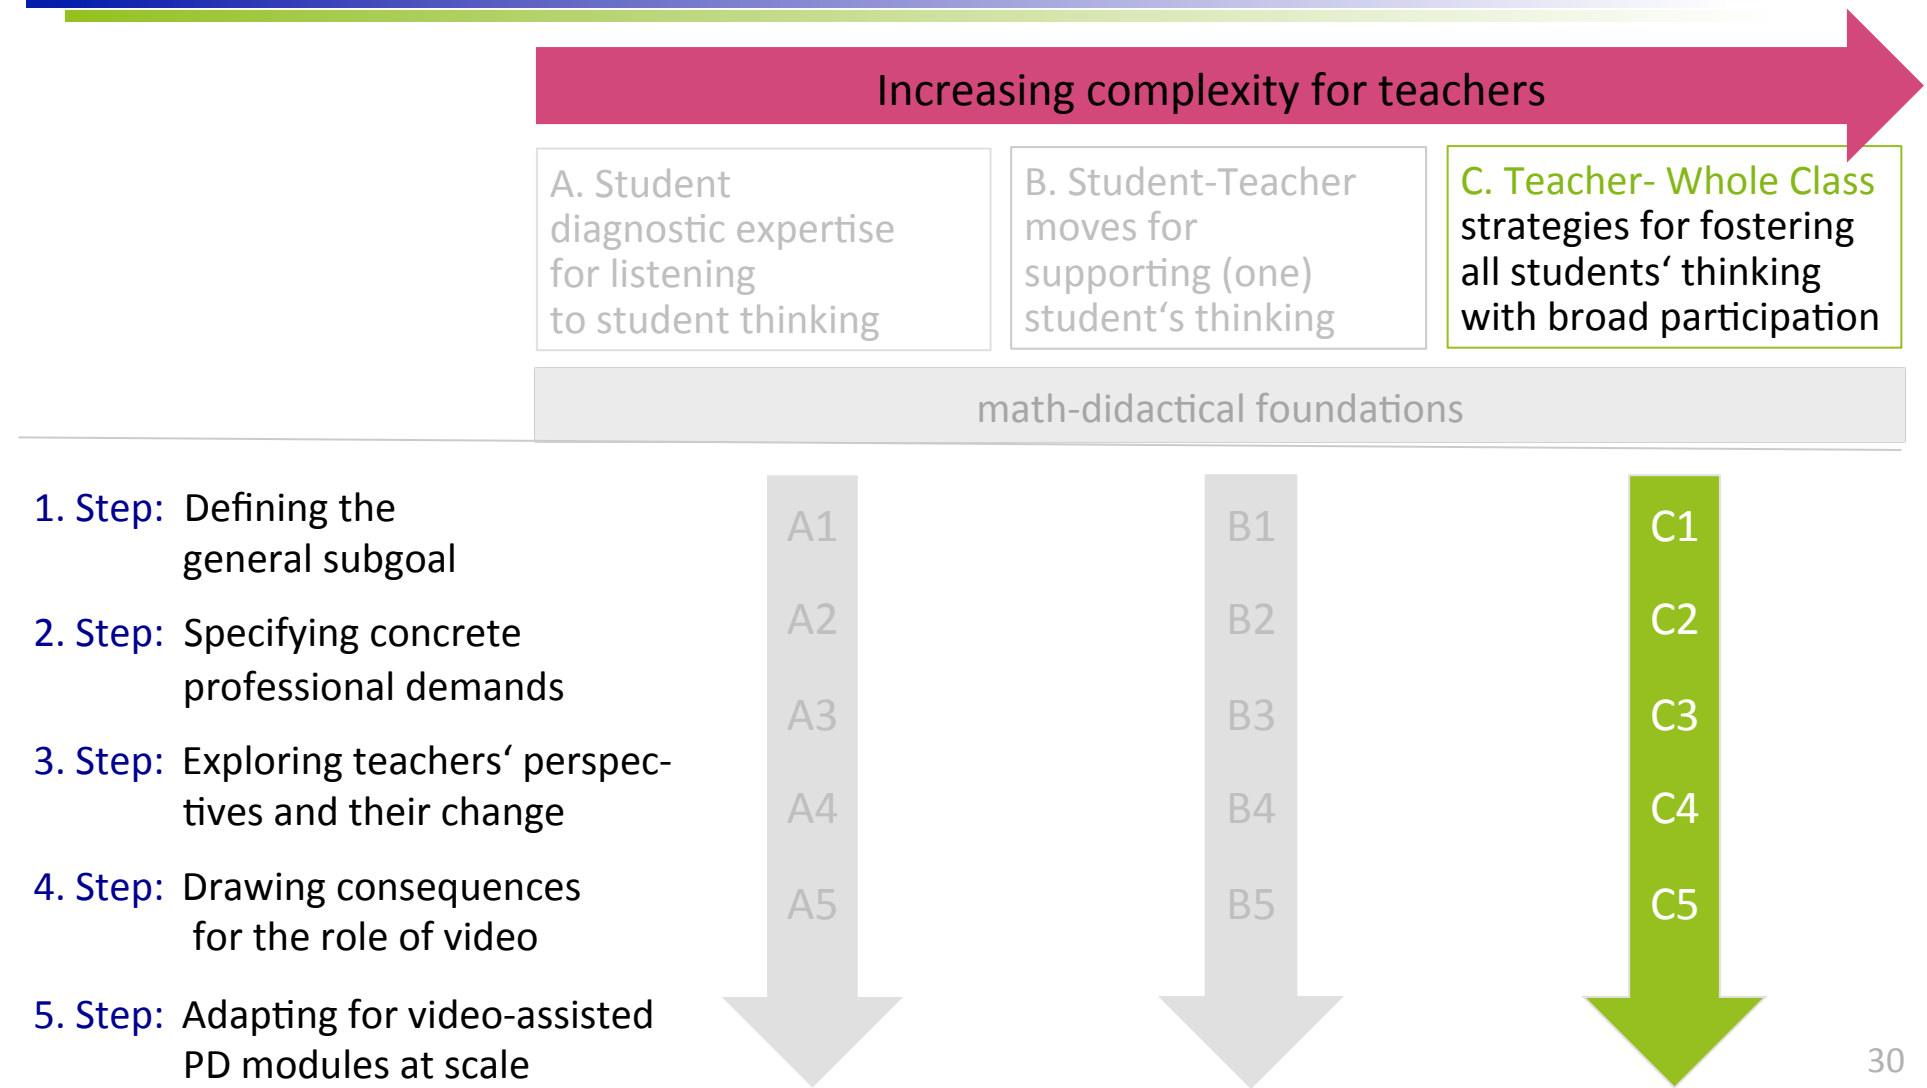 Increasing complexity for teachers
A. Student
diagnostic expertise
for listening
to student thinking
B. Student-Teacher
moves for
supporting (one)
student‘s thinking
C. Teacher- Whole Class
strategies for fostering
all students‘ thinking
with broad participation
math-didactical foundations
1. Step: Defining the
general subgoal
2. Step: Specifying concrete
professional demands
3. Step: Exploring teachers‘ perspec-
tives and their change
4. Step: Drawing consequences
for the role of video
5. Step: Adapting for video-assisted
PD modules at scale
A1
A2
A3
A4
A5
B1
B2
B3
B4
B5
C1
C2
C3
C4
C5
30